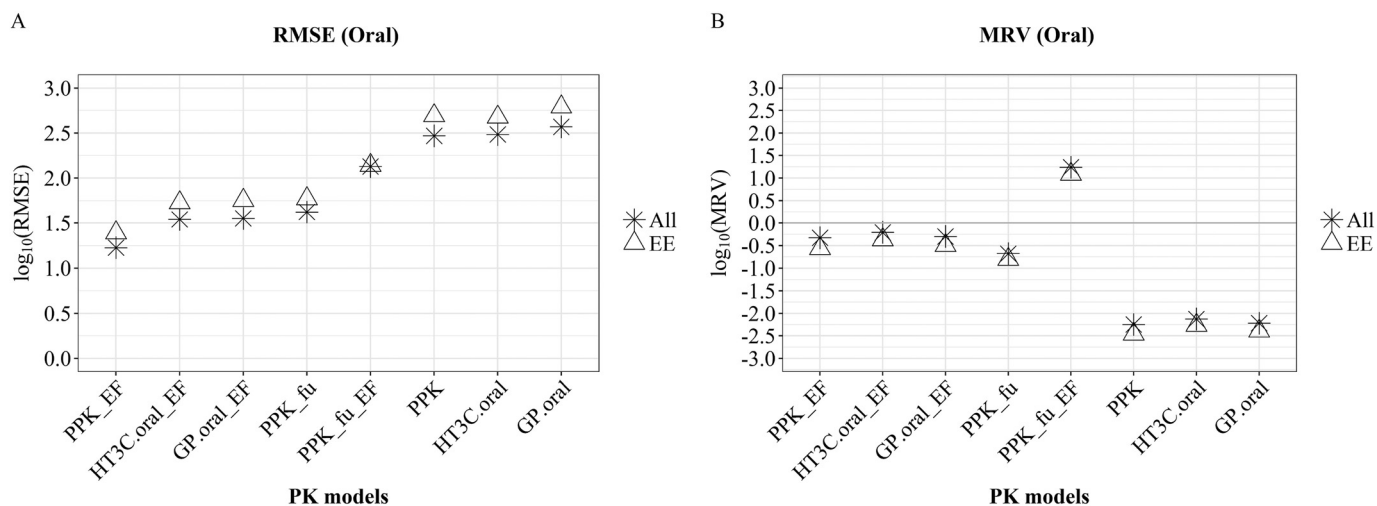 A
RMSE (Oral)
log10(RMSE)
3.0
2.5
2.0
1.5
1.0
0.5
0.0
PPK_EF
HT3C.oral_EF
GP.oral_EF
PPK_fu
PPK_fu_EF
PPK
HT3C.oral
GP.oral
PK models
All
EE
B
MRV (Oral)
log10(MRV)
3.0
2.5
2.0
1.5
1.0
0.5
0.0
-0.5
-1.0
-1.5
-2.0
-2.5
-3.0
PPK_EF
HT3C.oral_EF
GP.oral_EF
PPK_fu
PPK_fu_EF
PPK
HT3C.oral
GP.oral
PK models
All
EE